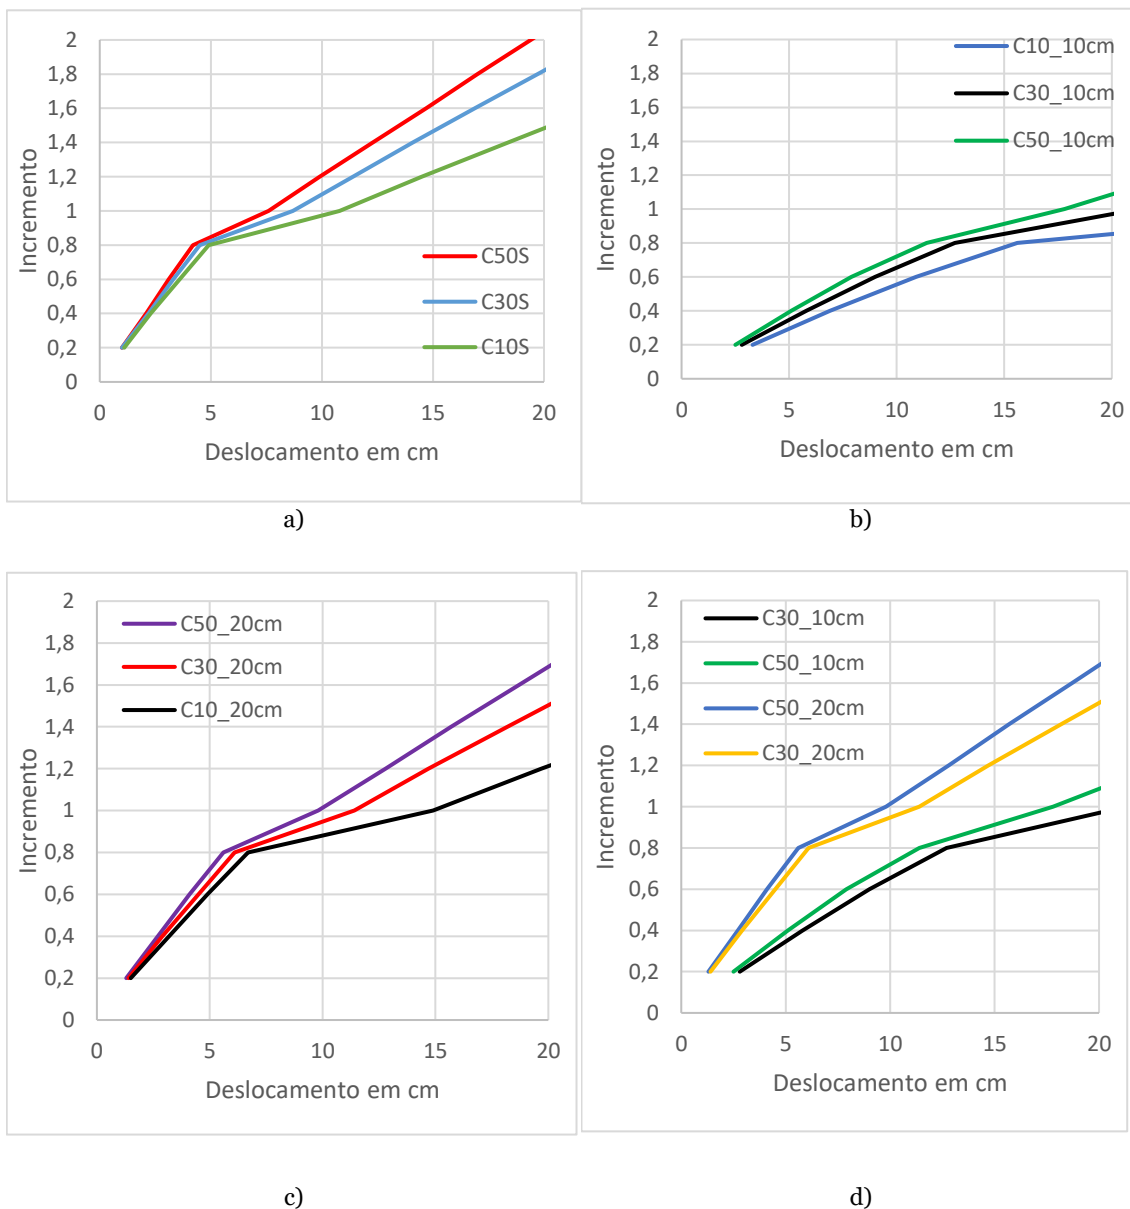 2
1,8
1,6
1,4
1,2
1
0,8
0,6
0,4
0,2
0
Incremento
C50S
C30S
C10S
0 5 10 15 20
Deslocamento em cm
a)
2
1,8
1,6
1,4
1,2
1
0,8
0,6
0,4
0,2
0
Incremento
C10_10cm
C30_10cm
C50_10cm
0 5 10 15 20
Deslocamento em cm
b)
2
1,8
1,6
1,4
1,2
1
0,8
0,6
0,4
0,2
0
Incremento
C50_20cm
C30_20cm
C10_20cm
0 5 10 15 20
Deslocamento em cm
c)
2
1,8
1,6
1,4
1,2
1
0,8
0,6
0,4
0,2
0
Incremento
C30_10cm
C50_10cm
C50_20cm
C30_20cm
0 5 10 15 20
Deslocamento em cm
d)